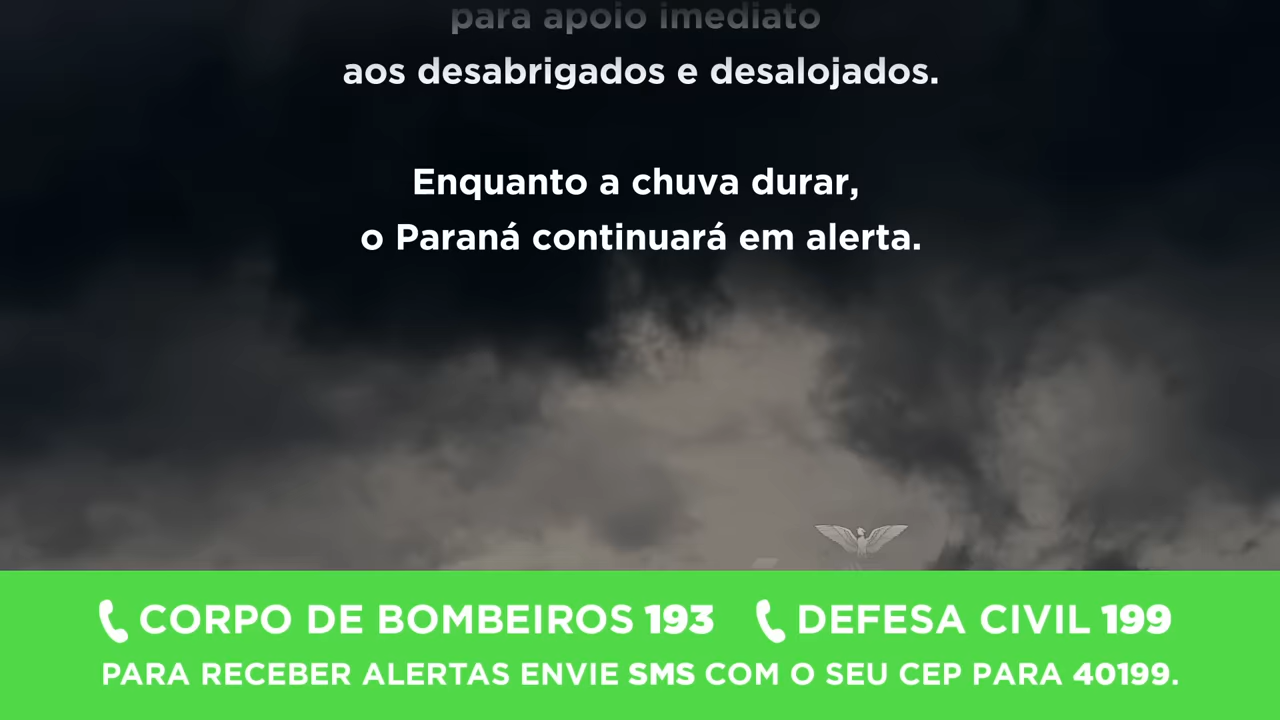 para apoio imediato
aos desabrigados e desalojados.
Enquanto a chuva durar,
o Paraná continuará em alerta.
CORPO DE BOMBEIROS 193 DEFESA CIVIL 199
PARA RECEBER ALERTAS ENVIE SMS COM O SEU CEP PARA 40199.